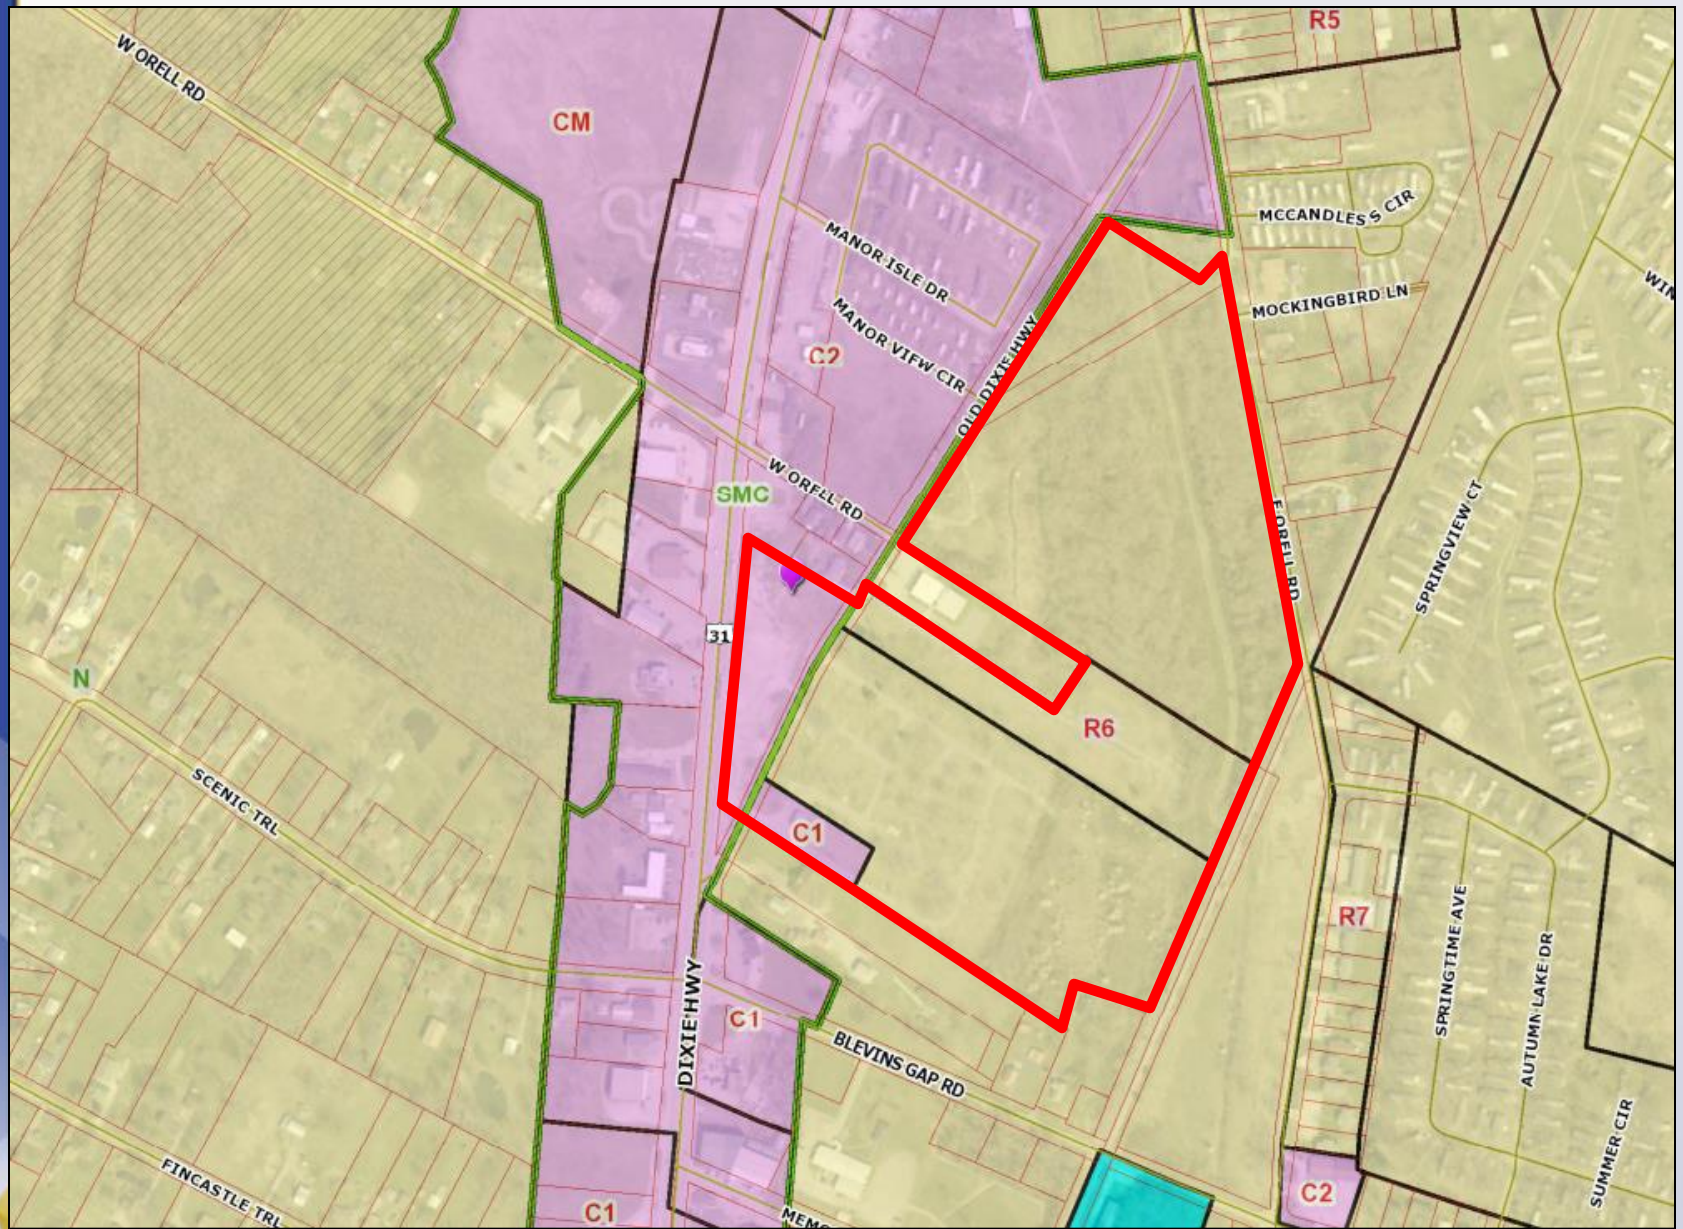 R5
W ORELL RD
CM
MCCANDLES S CIR
MANOR ISLE DR
MOCKINGBIRD LN
MANOR VIEW CIR
C2
OLD DIXIE HWY
W ORELL RD
SMC
E ORELL RD
SPRINGVIEW CT
31
N
R6
SCENIC TRL
C1
R7
SPRINGTIME AVE
AUTUMN LAKE DR
DIXIE HWY
C1
BLEVINS GAP RD
SUMMER CIR
FINCASTLE TRL
C2
C1